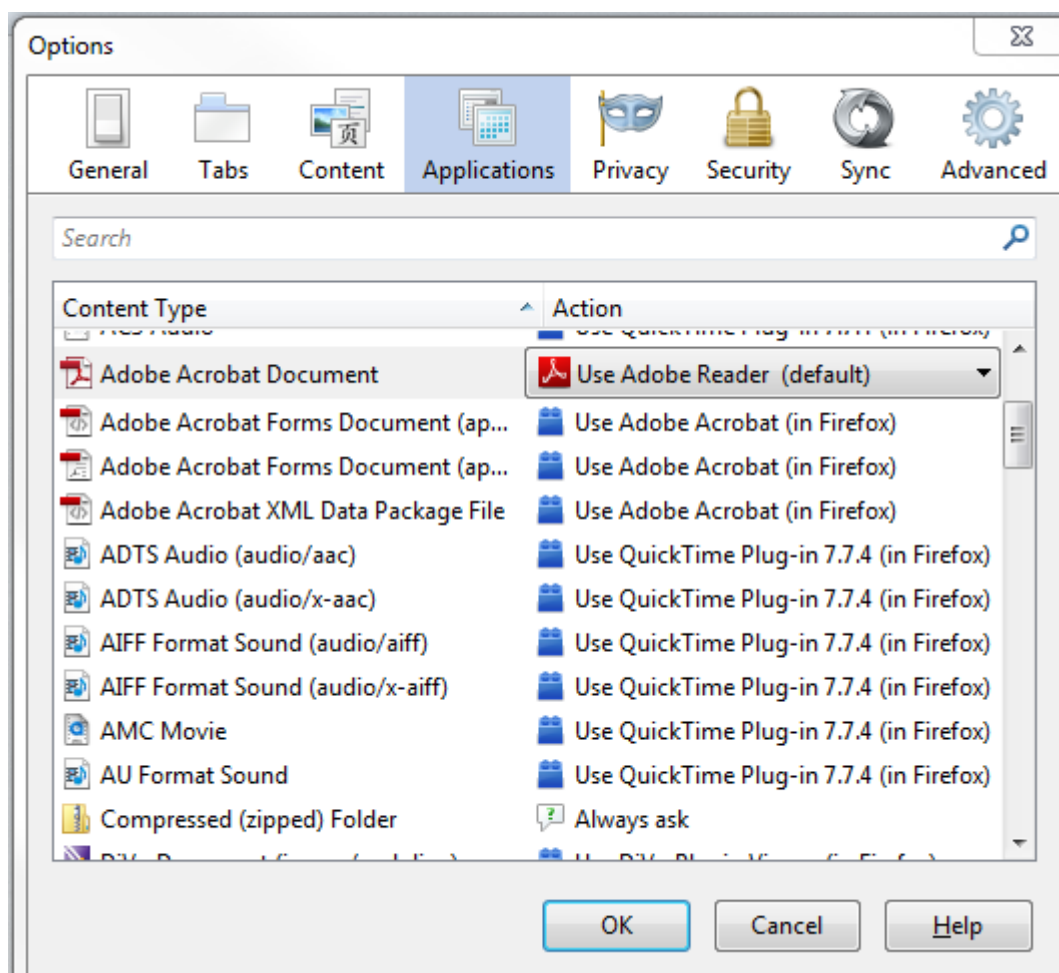 Options
General Tabs Content Applications Privacy Security Sync Advanced
页
Search
Content Type Action
Adobe Acrobat Document Use Adobe Reader (default)
Adobe Acrobat Forms Document (ap... Use Adobe Acrobat (in Firefox)
Adobe Acrobat Forms Document (ap... Use Adobe Acrobat (in Firefox)
Adobe Acrobat XML Data Package File Use Adobe Acrobat (in Firefox)
ADTS Audio (audio/aac) Use QuickTime Plug-in 7.7.4 (in Firefox)
ADTS Audio (audio/x-aac) Use QuickTime Plug-in 7.7.4 (in Firefox)
AIFF Format Sound (audio/aiff) Use QuickTime Plug-in 7.7.4 (in Firefox)
AIFF Format Sound (audio/x-aiff) Use QuickTime Plug-in 7.7.4 (in Firefox)
AMC Movie Use QuickTime Plug-in 7.7.4 (in Firefox)
AU Format Sound Use QuickTime Plug-in 7.7.4 (in Firefox)
Compressed (zipped) Folder Always ask
OK Cancel Help